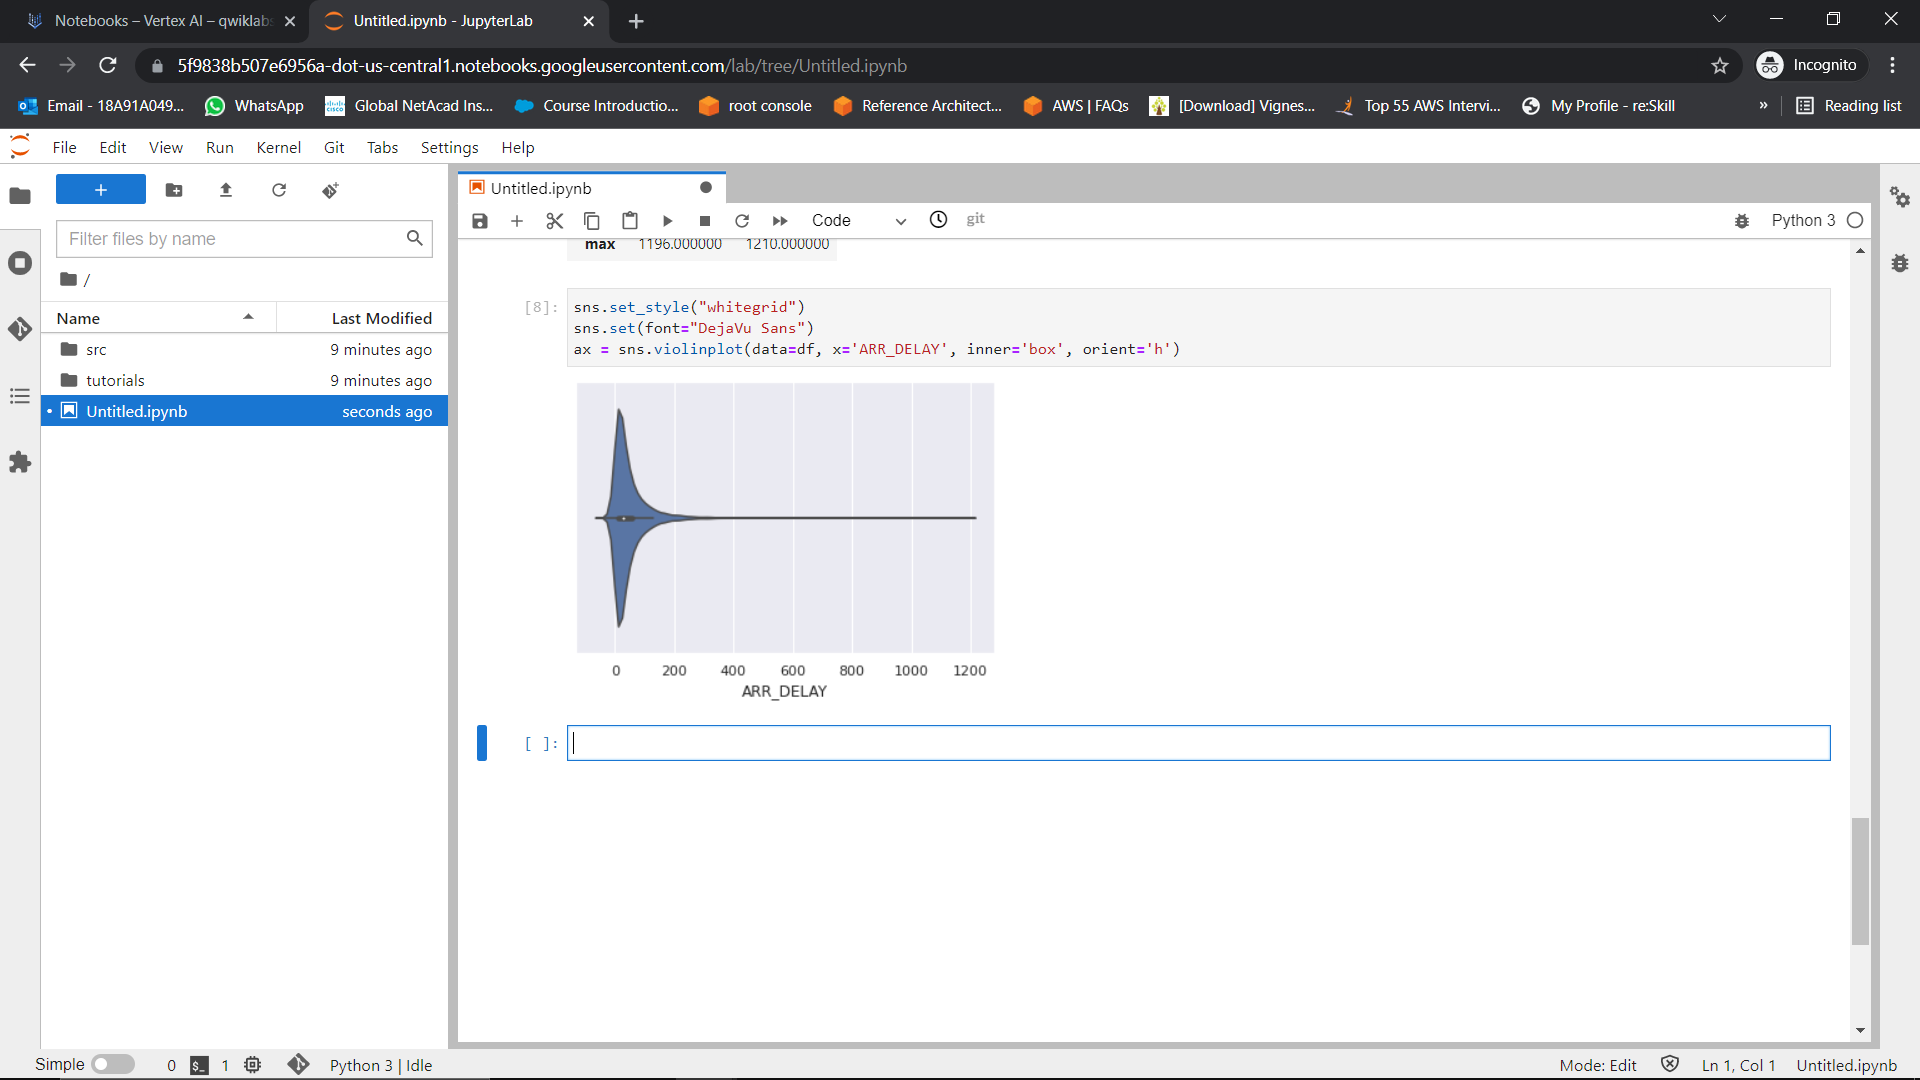 Notebooks – Vertex AI – qwiklabs
Untitled.ipynb - JupyterLab
5f9838b507e6956a-dot-us-central1.notebooks.googleusercontent.com/lab/tree/Untitled.ipynb
Incognito
Email - 18A91A049...
WhatsApp
Global NetAcad Ins...
Course Introductio...
root console
Reference Architect...
AWS | FAQs
[Download] Vignes...
Top 55 AWS Intervi...
My Profile - re:Skill
»
Reading list
File Edit View Run Kernel Git Tabs Settings Help
Filter files by name
/
Name Last Modified
src 9 minutes ago
tutorials 9 minutes ago
Untitled.ipynb seconds ago
Untitled.ipynb
Code
git
Python 3
max 1196.000000 1210.000000
[8]:
sns.set_style("whitegrid")
sns.set(font="DejaVu Sans")
ax = sns.violinplot(data=df, x='ARR_DELAY', inner='box', orient='h')
0 200 400 600 800 1000 1200
ARR_DELAY
[ ]:
Simple
0
$_
1
Python 3 | Idle
Mode: Edit
Ln 1, Col 1
Untitled.ipynb